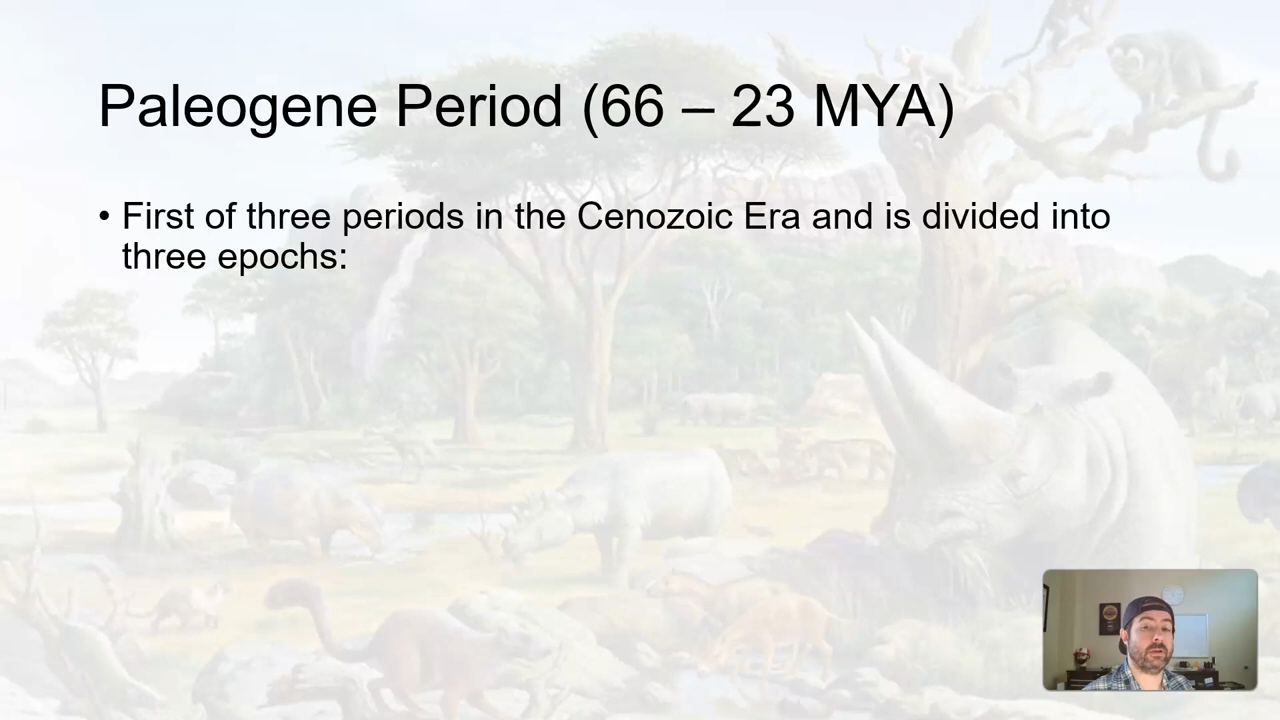 Paleogene Period (66 – 23 MYA)
• First of three periods in the Cenozoic Era and is divided into
three epochs: